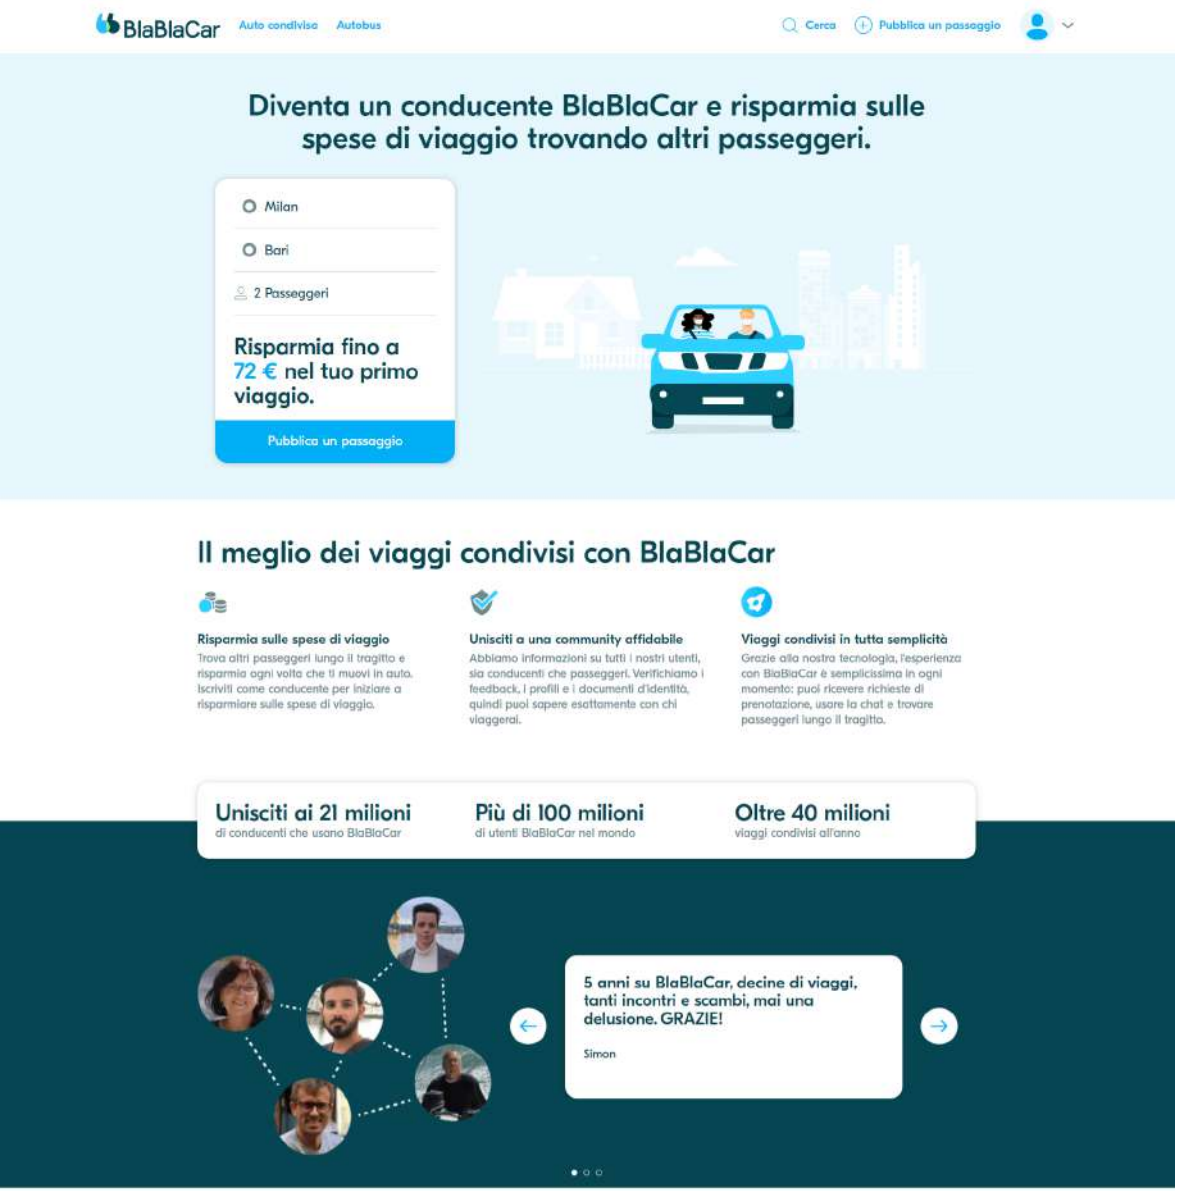 BlaBlaCar Auto condivisa Autobus Cerca Pubblica un passaggio
Diventa un conducente BlaBlaCar e risparmia sulle
spese di viaggio trovando altri passeggeri.
Milan
Bari
2 Passeggeri
Risparmia fino a
72 € nel tuo primo
viaggio.
Pubblica un passaggio
Il meglio dei viaggi condivisi con BlaBlaCar
Risparmia sulle spese di viaggio
Trova altri passeggeri lungo il tragitto e
risparmia ogni volta che ti muovi in auto.
Iscriviti come conducente per iniziare a
risparmiare sulle spese di viaggio.
Unisciti a una community affidabile
Abbiamo informazioni su tutti i nostri utenti,
sia conducenti che passeggeri. Verifichiamo i
feedback, i profili e i documenti d'identità,
quindi puoi sapere esattamente con chi
viaggerai.
Viaggi condivisi in tutta semplicità
Grazie alla nostra tecnologia, l'esperienza
con BlaBlaCar è semplicissima in ogni
momento: puoi ricevere richieste di
prenotazione, usare la chat e trovare
passeggeri lungo il tragitto.
Unisciti ai 21 milioni
di conducenti che usano BlaBlaCar
Più di 100 milioni
di utenti BlaBlaCar nel mondo
Oltre 40 milioni
viaggi condivisi all'anno
5 anni su BlaBlaCar, decine di viaggi,
tanti incontri e scambi, mai una
delusione. GRAZIE!
Simon